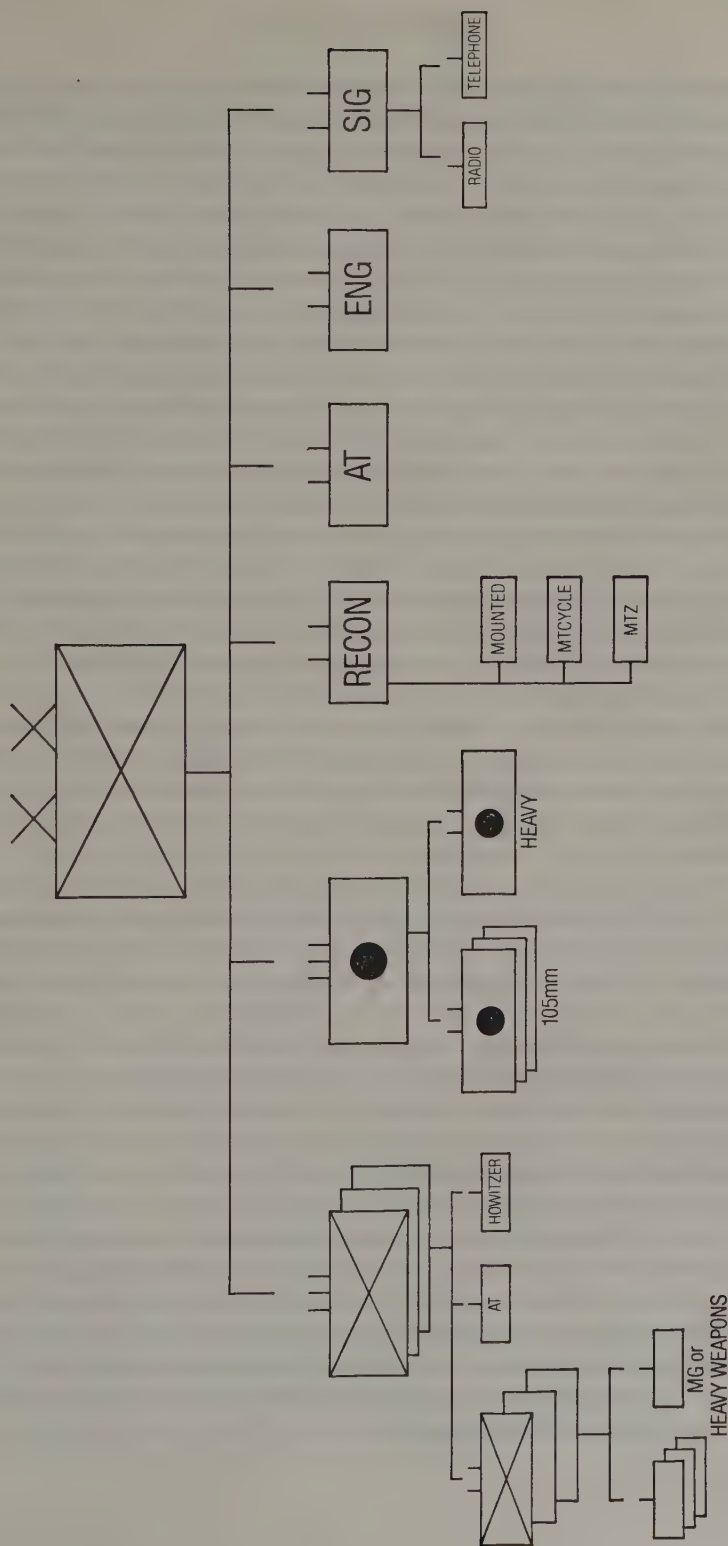 RECON
AT
ENG
SIG
HEAVY
105mm
MOUNTED
MTCYCLE
MTZ
RADIO
TELEPHONE
AT
HOWITZER
MG or
HEAVY WEAPONS